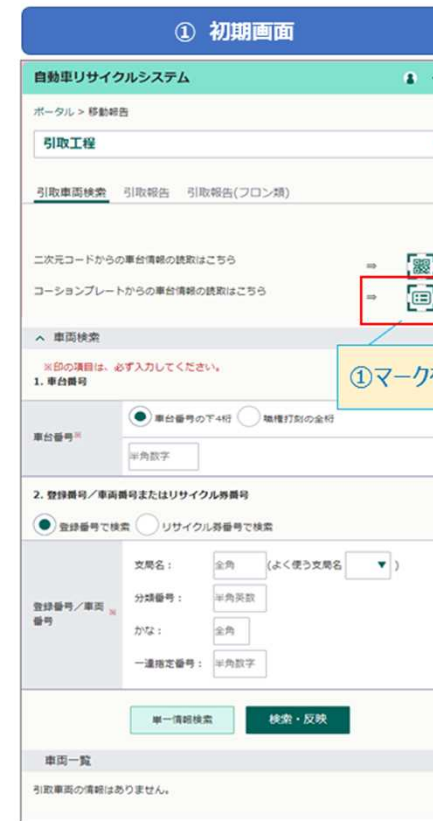 ① 初期画面
自動車リサイクルシステム
ポータル > 移動報告
引取工程
引取車両検索 引取報告 引取報告(フロン類)
二次元コードからの車台情報の読取はこちら ⇒
コーションプレートからの車台情報の読取はこちら ⇒
車両検索
※印の項目は、必ず入力してください。
1. 車台番号
①マークを
車台番号の下4桁 職権打刻の全桁
車台番号※
半角数字
2. 登録番号/車両番号またはリサイクル券番号
登録番号で検索 リサイクル券番号で検索
支局名: 全角 (よく使う支局名 ▼ )
分類番号: 半角英数
登録番号/車両番号 ※
かな: 全角
一連指定番号: 半角数字
単一情報検索 検索・反映
車両一覧
引取車両の情報はありません。